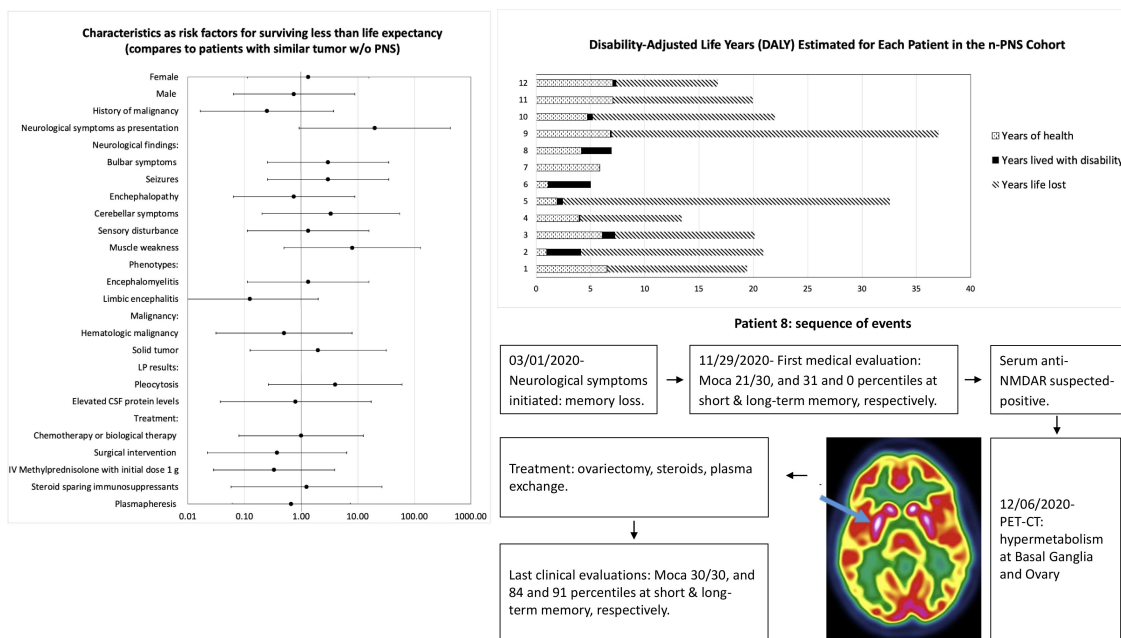 Characteristics as risk factors for surviving less than life expectancy
(compares to patients with similar tumor w/o PNS)
Female
Male
History of malignancy
Neurological symptoms as presentation
Neurological findings:
Bulbar symptoms
Seizures
Enchephalopathy
Cerebellar symptoms
Sensory disturbance
Muscle weakness
Phenotypes:
Encephalomyelitis
Limbic encephalitis
Malignancy:
Hematologic malignancy
Solid tumor
LP results:
Pleocytosis
Elevated CSF protein levels
Treatment:
Chemotherapy or biological therapy
Surgical intervention
IV Methylprednisolone with initial dose 1 g
Steroid sparing immunosuppressants
Plasmapheresis
0.01 0.10 1.00 10.00 100.00 1000.00
Disability-Adjusted Life Years (DALY) Estimated for Each Patient in the n-PNS Cohort
12
11
10
9
8
7
6
5
4
3
2
1
0 5 10 15 20 25 30 35 40
Years of health
Years lived with disability
Years life lost
Patient 8: sequence of events
03/01/2020-
Neurological symptoms
initiated: memory loss.
11/29/2020- First medical evaluation:
Moca 21/30, and 31 and 0 percentiles at
short & long-term memory, respectively.
Serum anti-
NMDAR suspected-
positive.
12/06/2020-
PET-CT:
hypermetabolism
at Basal Ganglia
and Ovary
Treatment: ovariectomy, steroids, plasma
exchange.
Last clinical evaluations: Moca 30/30, and
84 and 91 percentiles at short & long-
term memory, respectively.